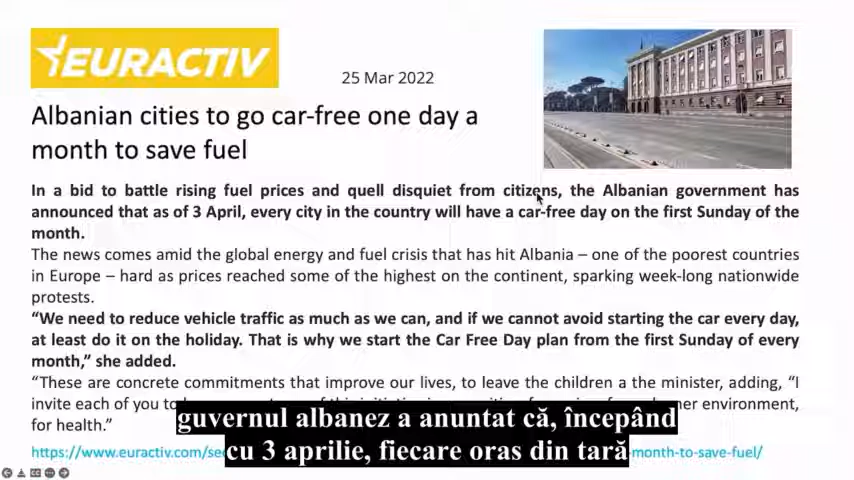 EURACTIV
25 Mar 2022
Albanian cities to go car-free one day a
month to save fuel
In a bid to battle rising fuel prices and quell disquiet from citizens, the Albanian government has
announced that as of 3 April, every city in the country will have a car-free day on the first Sunday of the
month.
The news comes amid the global energy and fuel crisis that has hit Albania – one of the poorest countries
in Europe – hard as prices reached some of the highest on the continent, sparking week-long nationwide
protests.
“We need to reduce vehicle traffic as much as we can, and if we cannot avoid starting the car every day,
at least do it on the holiday. That is why we start the Car Free Day plan from the first Sunday of every
month,” she added.
“These are concrete commitments that improve our lives, to leave the children a the minister, adding, “I
invite each of you to environment,
for health.”
guvernul albanez a anuntat că, începând
cu 3 aprilie, fiecare oras din tară
https://www.euractiv.com/se month-to-save-fuel/